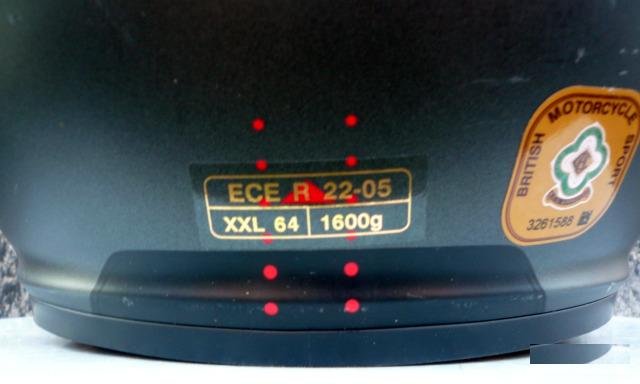 ECE R 22-05
XXL 64 1600g
BRITISH MOTORCYCLE SPORT
3261588